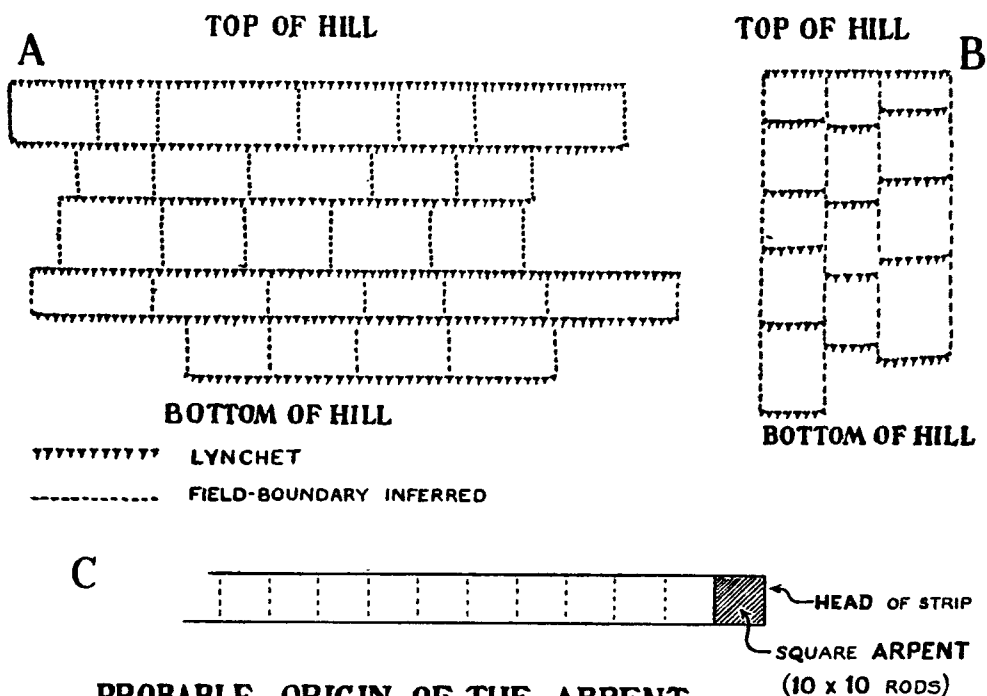 A
TOP OF HILL
TOP OF HILL
B
BOTTOM OF HILL
BOTTOM OF HILL
LYNCHET
FIELD-BOUNDARY INFERRED
C
HEAD OF STRIP
SQUARE ARPENT
(10 x 10 RODS)
PROBABLE ORIGIN OF THE ARPENT